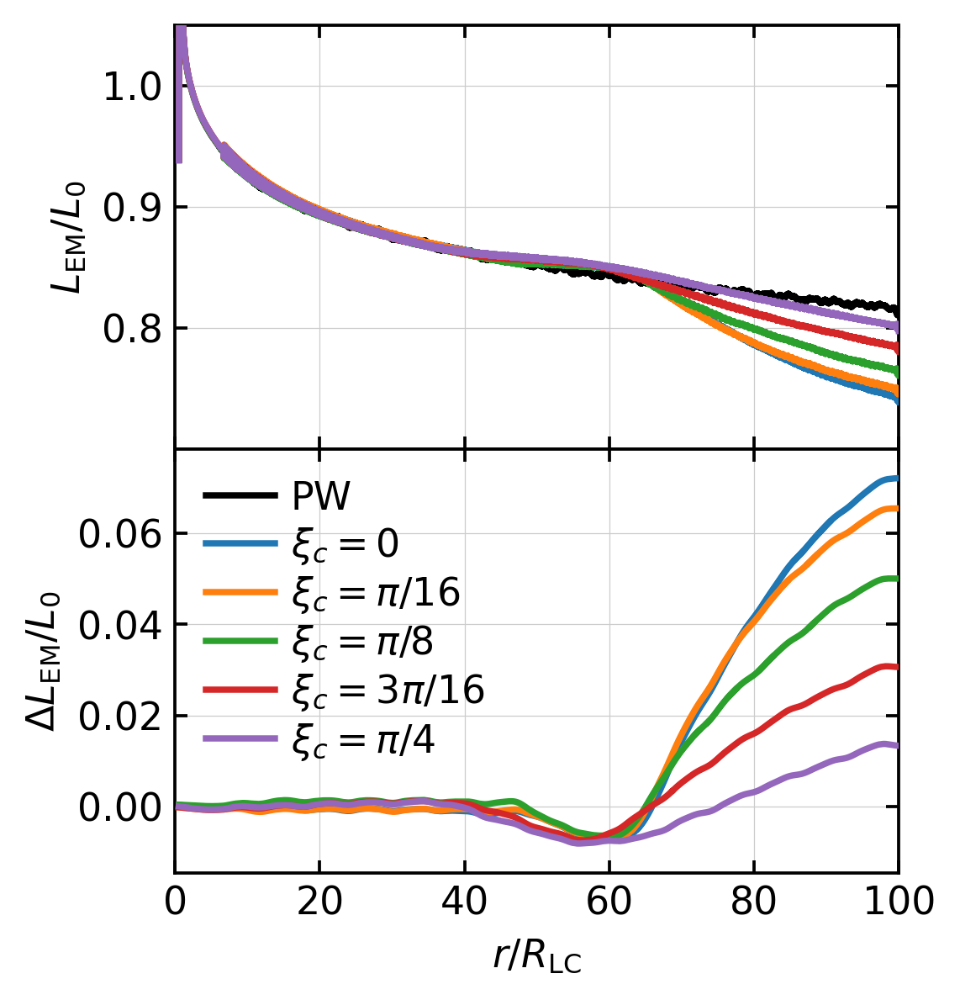 1.0
0.9
0.8
L_EM/L_0
0.06
0.04
0.02
0.00
ΔL_EM/L_0
PW
ξ_c = 0
ξ_c = π/16
ξ_c = π/8
ξ_c = 3π/16
ξ_c = π/4
0 20 40 60 80 100
r/R_LC